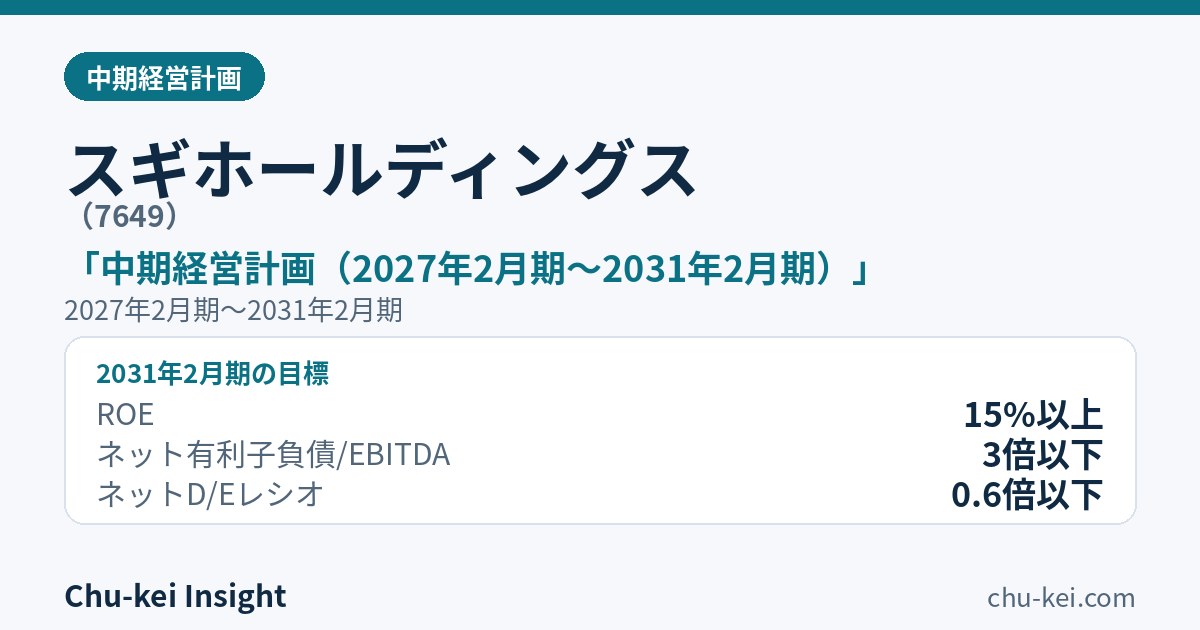 中期経営計画
スギホールディングス
（7649）
「中期経営計画（2027年2月期〜2031年2月期）」
2027年2月期〜2031年2月期
2031年2月期の目標
ROE 15%以上
ネット有利子負債/EBITDA 3倍以下
ネットD/Eレシオ 0.6倍以下
Chu-kei Insight chu-kei.com